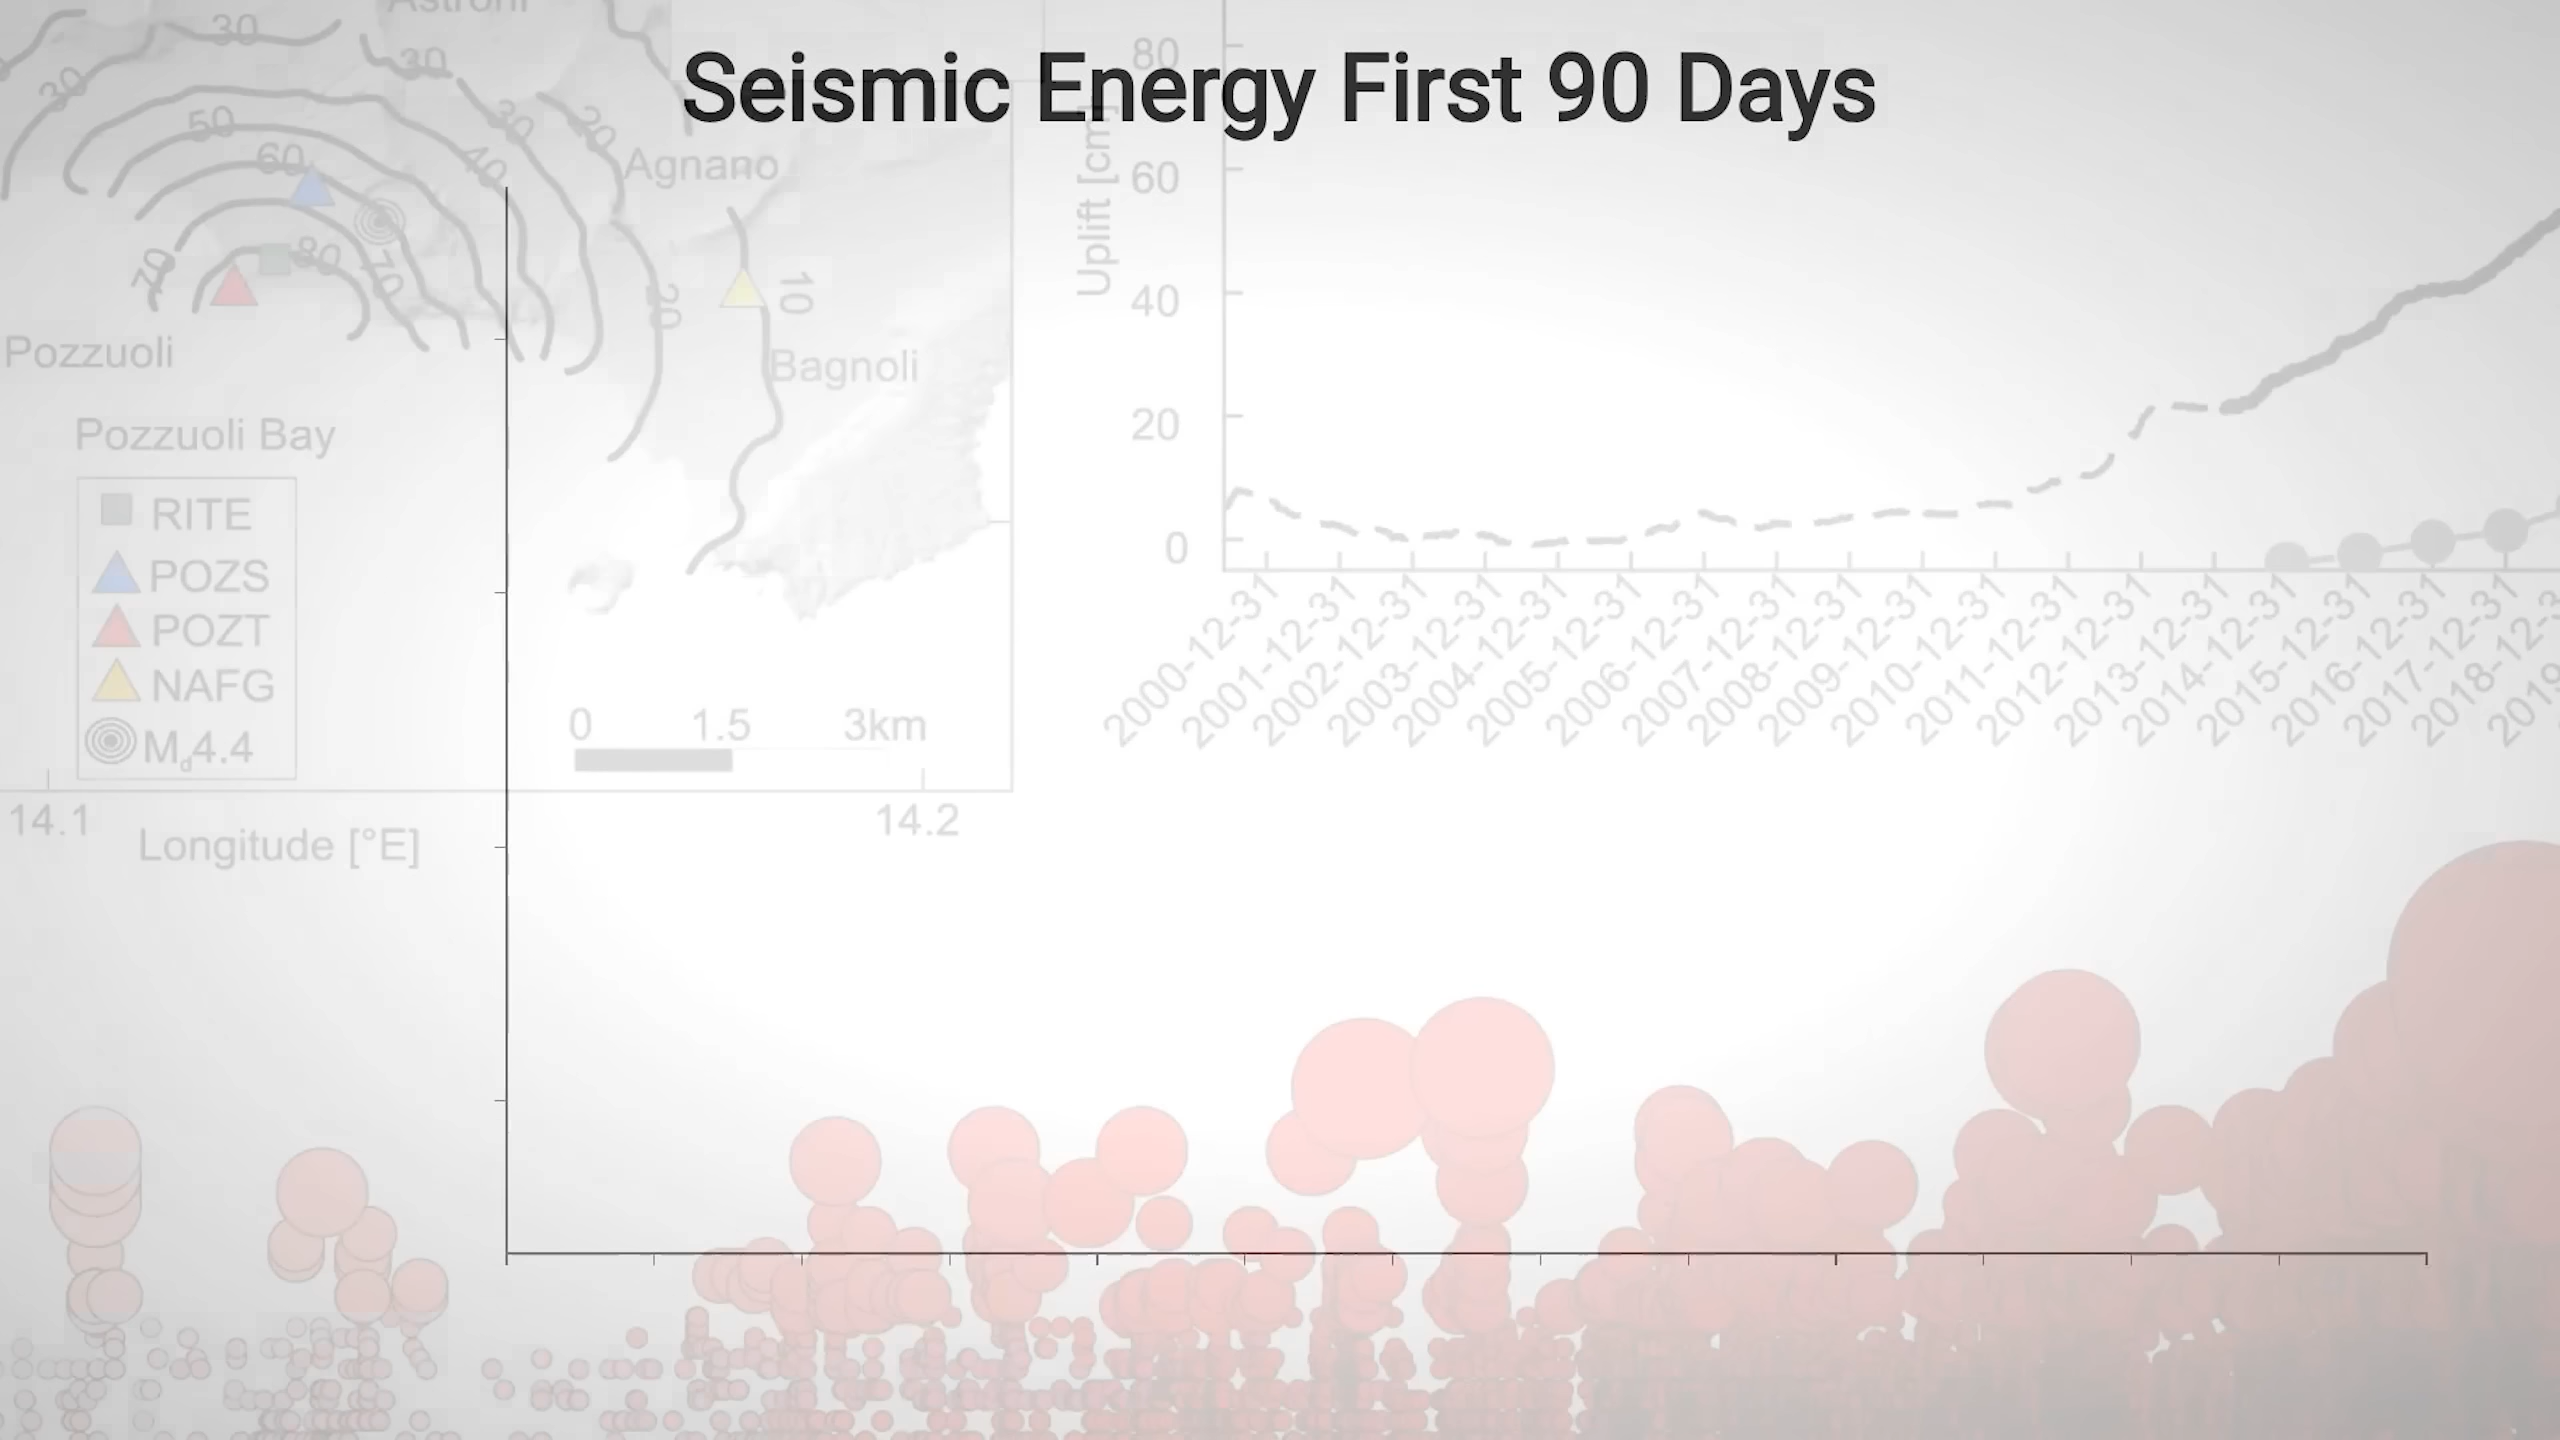 Astroni
30
30
30
30
20
50
60
40
80
70
70
20
10
Agnano
Pozzuoli
Bagnoli
Pozzuoli Bay
RITE
POZS
POZT
NAFG
Md4.4
0 1.5 3km
14.1 14.2
Longitude [°E]
Seismic Energy First 90 Days
Uplift [cm]
80
60
40
20
0
2000-12-31
2001-12-31
2002-12-31
2003-12-31
2004-12-31
2005-12-31
2006-12-31
2007-12-31
2008-12-31
2009-12-31
2010-12-31
2011-12-31
2012-12-31
2013-12-31
2014-12-31
2015-12-31
2016-12-31
2017-12-31
2018-12-3
2019